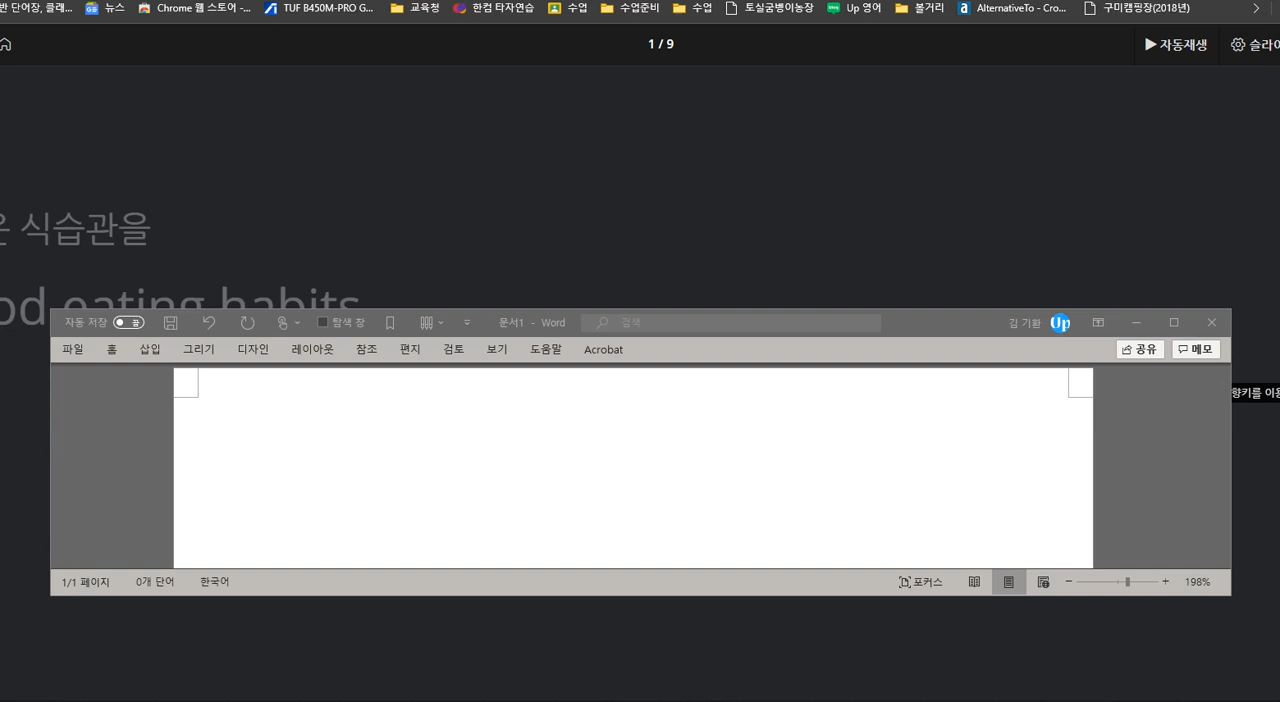 반 단어장, 클래... 뉴스 Chrome 웹 스토어 -... TUF B450M-PRO G... 교육청 한컴 타자연습 수업 수업준비 수업 토실굼벵이농장 Up 영어 볼거리 AlternativeTo - Cro... 구미캠핑장(2018년)
1 / 9 자동재생 슬라이
식습관을
od eating habits
자동 저장 끔 탐색 창 문서1 - Word 검색 김 기환 Up
파일 홈 삽입 그리기 디자인 레이아웃 참조 편지 검토 보기 도움말 Acrobat 공유 메모
향키를 이용
1/1 페이지 0개 단어 한국어 포커스 198%